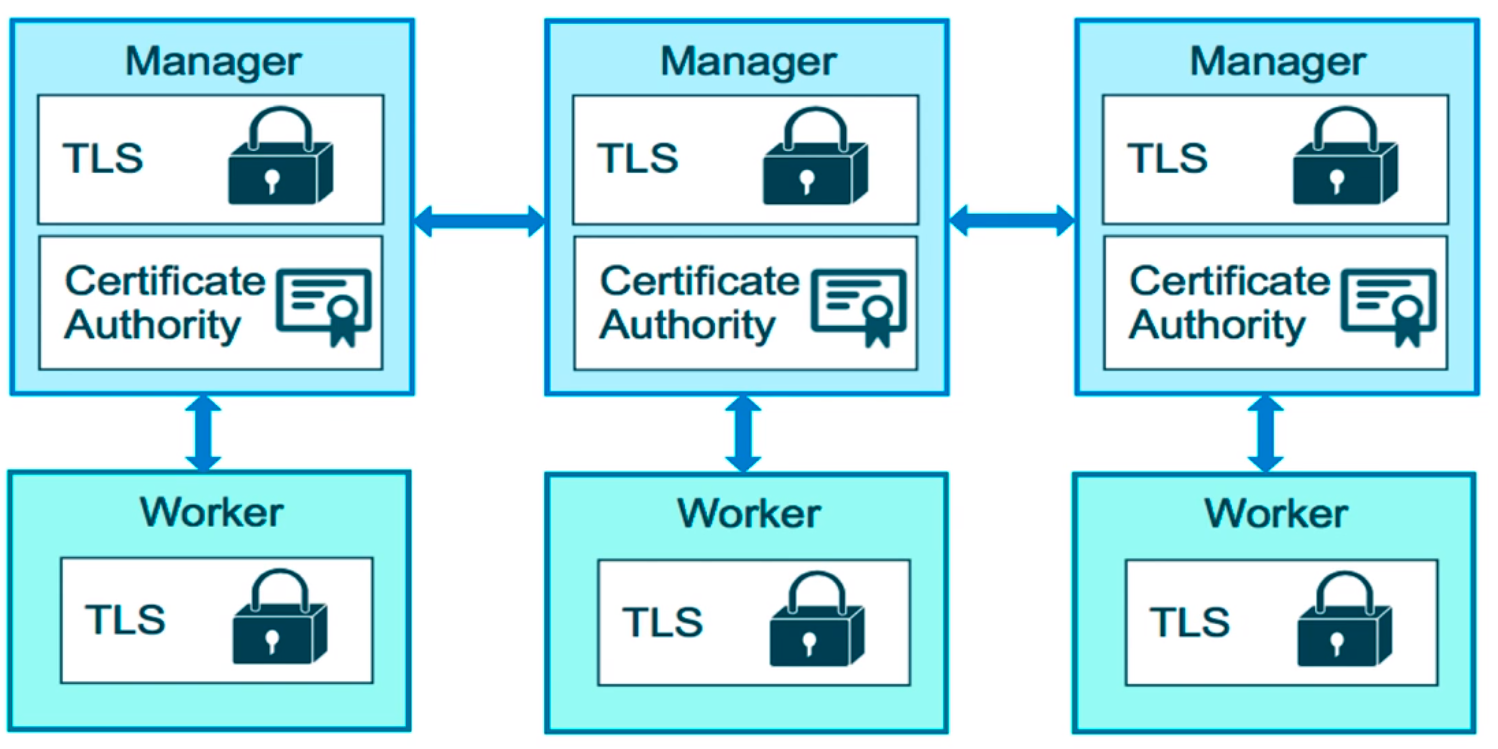 Manager
TLS
Certificate
Authority
Manager
TLS
Certificate
Authority
Manager
TLS
Certificate
Authority
Worker
TLS
Worker
TLS
Worker
TLS